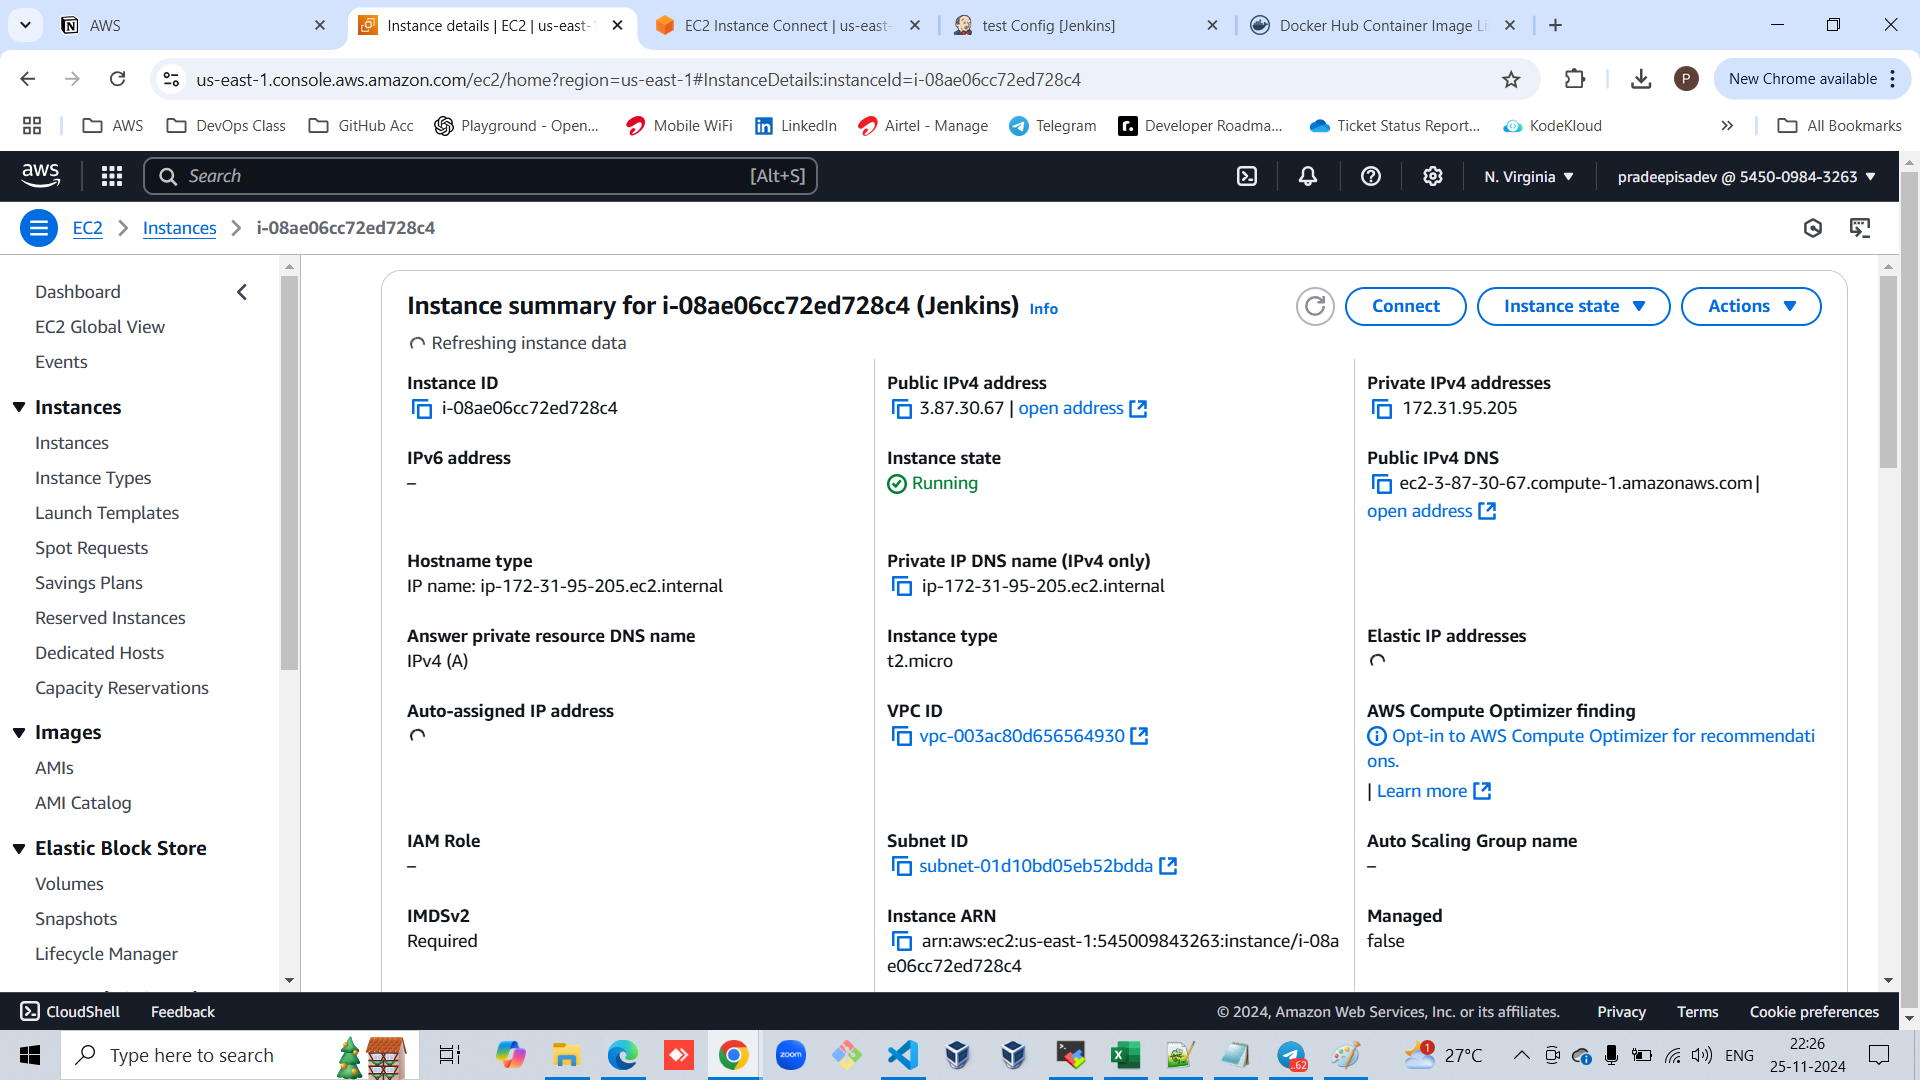 AWS
Instance details | EC2 | us-east-1
EC2 Instance Connect | us-east-
test Config [Jenkins]
Docker Hub Container Image Li
us-east-1.console.aws.amazon.com/ec2/home?region=us-east-1#InstanceDetails:instanceId=i-08ae06cc72ed728c4
P
New Chrome available
AWS
DevOps Class
GitHub Acc
Playground - Open...
Mobile WiFi
LinkedIn
Airtel - Manage
Telegram
Developer Roadma...
Ticket Status Report...
KodeKloud
All Bookmarks
aws
Search
[Alt+S]
N. Virginia
pradeepisadev @ 5450-0984-3263
EC2
Instances
i-08ae06cc72ed728c4
Dashboard
EC2 Global View
Events
Instances
Instances
Instance Types
Launch Templates
Spot Requests
Savings Plans
Reserved Instances
Dedicated Hosts
Capacity Reservations
Images
AMIs
AMI Catalog
Elastic Block Store
Volumes
Snapshots
Lifecycle Manager
Instance summary for i-08ae06cc72ed728c4 (Jenkins) Info
Connect
Instance state
Actions
Refreshing instance data
Instance ID
i-08ae06cc72ed728c4
Public IPv4 address
3.87.30.67 | open address
Private IPv4 addresses
172.31.95.205
IPv6 address
–
Instance state
Running
Public IPv4 DNS
ec2-3-87-30-67.compute-1.amazonaws.com |
open address
Hostname type
IP name: ip-172-31-95-205.ec2.internal
Private IP DNS name (IPv4 only)
ip-172-31-95-205.ec2.internal
Answer private resource DNS name
IPv4 (A)
Instance type
t2.micro
Elastic IP addresses
Auto-assigned IP address
VPC ID
vpc-003ac80d656564930
AWS Compute Optimizer finding
Opt-in to AWS Compute Optimizer for recommendati
ons.
| Learn more
IAM Role
–
Subnet ID
subnet-01d10bd05eb52bdda
Auto Scaling Group name
–
IMDSv2
Required
Instance ARN
arn:aws:ec2:us-east-1:545009843263:instance/i-08a
e06cc72ed728c4
Managed
false
CloudShell
Feedback
© 2024, Amazon Web Services, Inc. or its affiliates.
Privacy
Terms
Cookie preferences
Type here to search
zoom
62
1
27°C
ENG
22:26
25-11-2024